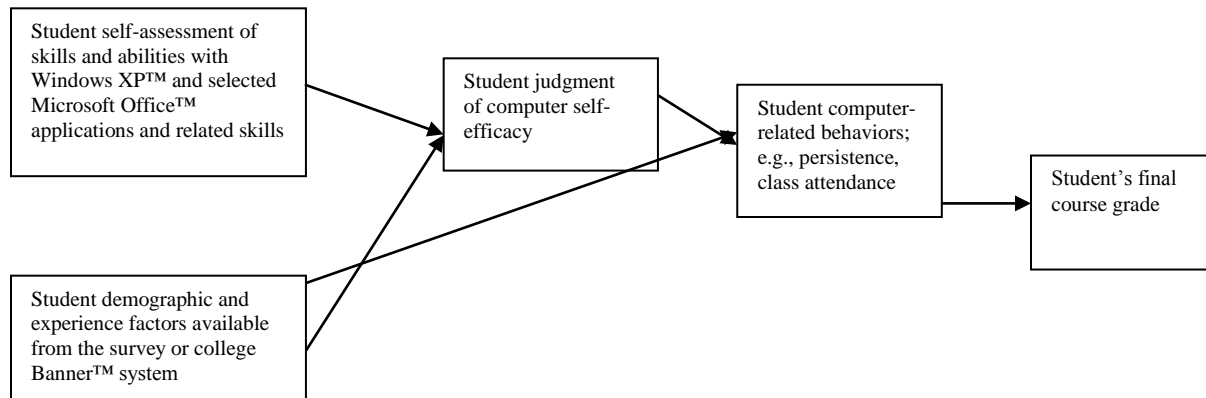 Student self-assessment of
skills and abilities with
Windows XP™ and selected
Microsoft Office™
applications and related skills
Student judgment
of computer self-
efficacy
Student computer-
related behaviors;
e.g., persistence,
class attendance
Student’s final
course grade
Student demographic and
experience factors available
from the survey or college
Banner™ system